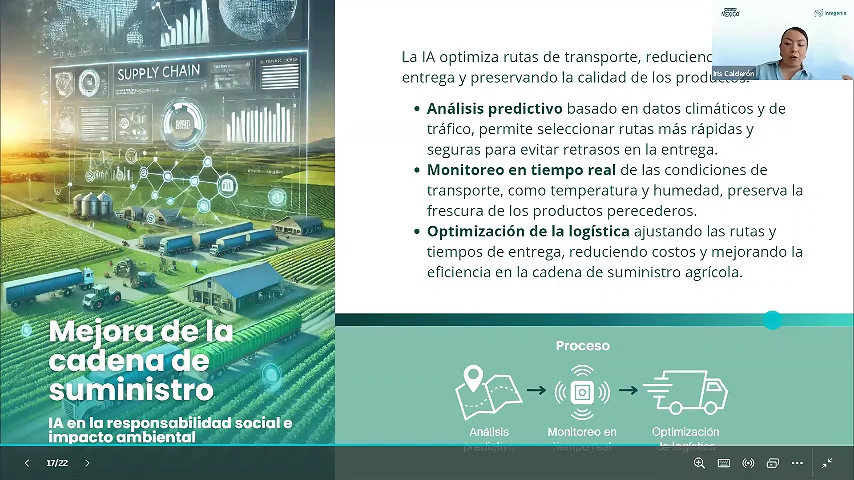 SUPPLY CHAIN
MÉXICO
integenia
Iris Calderón
La IA optimiza rutas de transporte, reducien
entrega y preservando la calidad de los productos.
• Análisis predictivo basado en datos climáticos y de
tráfico, permite seleccionar rutas más rápidas y
seguras para evitar retrasos en la entrega.
• Monitoreo en tiempo real de las condiciones de
transporte, como temperatura y humedad, preserva la
frescura de los productos perecederos.
• Optimización de la logística ajustando las rutas y
tiempos de entrega, reduciendo costos y mejorando la
eficiencia en la cadena de suministro agrícola.
Mejora de la
cadena de
suministro
IA en la responsabilidad social e
impacto ambiental
Proceso
Análisis
predictivo
Monitoreo en
tiempo real
Optimización
de la logística
17/22